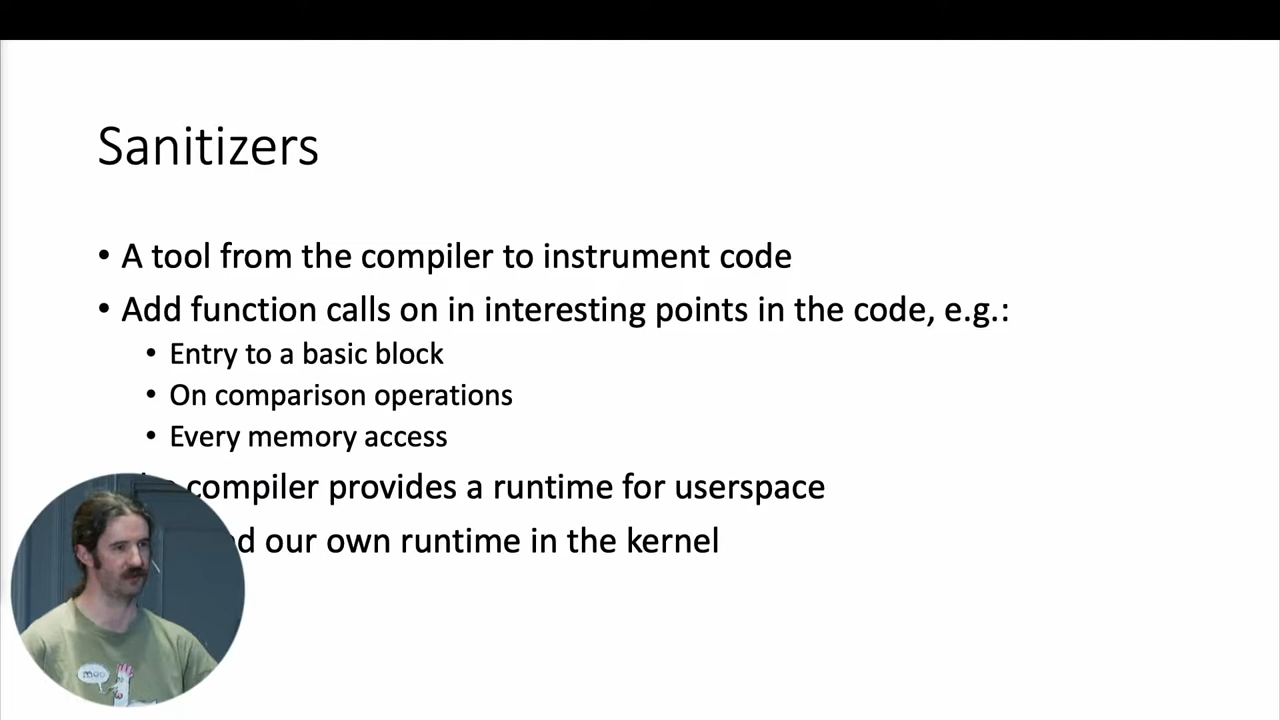 Sanitizers
• A tool from the compiler to instrument code
• Add function calls on in interesting points in the code, e.g.:
• Entry to a basic block
• On comparison operations
• Every memory access
compiler provides a runtime for userspace
our own runtime in the kernel
moo